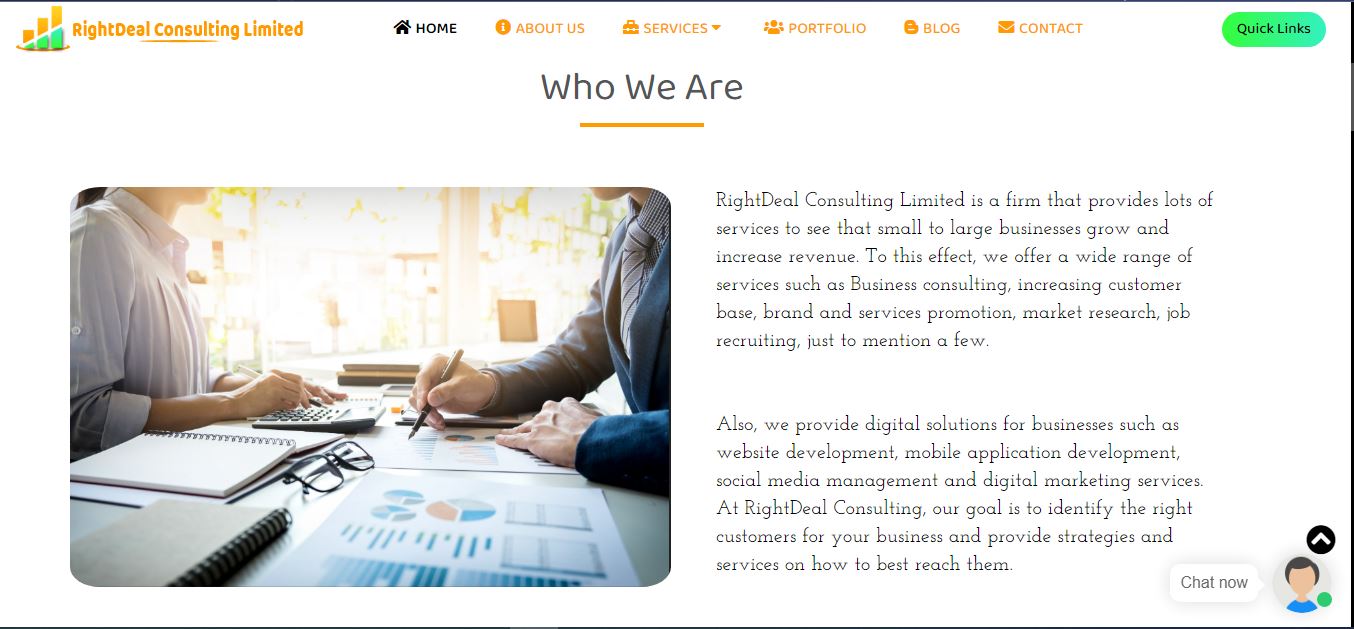 RightDeal Consulting Limited
HOME
ABOUT US
SERVICES
PORTFOLIO
BLOG
CONTACT
Quick Links
Who We Are
RightDeal Consulting Limited is a firm that provides lots of
services to see that small to large businesses grow and
increase revenue. To this effect, we offer a wide range of
services such as Business consulting, increasing customer
base, brand and services promotion, market research, job
recruiting, just to mention a few.
Also, we provide digital solutions for businesses such as
website development, mobile application development,
social media management and digital marketing services.
At RightDeal Consulting, our goal is to identify the right
customers for your business and provide strategies and
services on how to best reach them.
Chat now